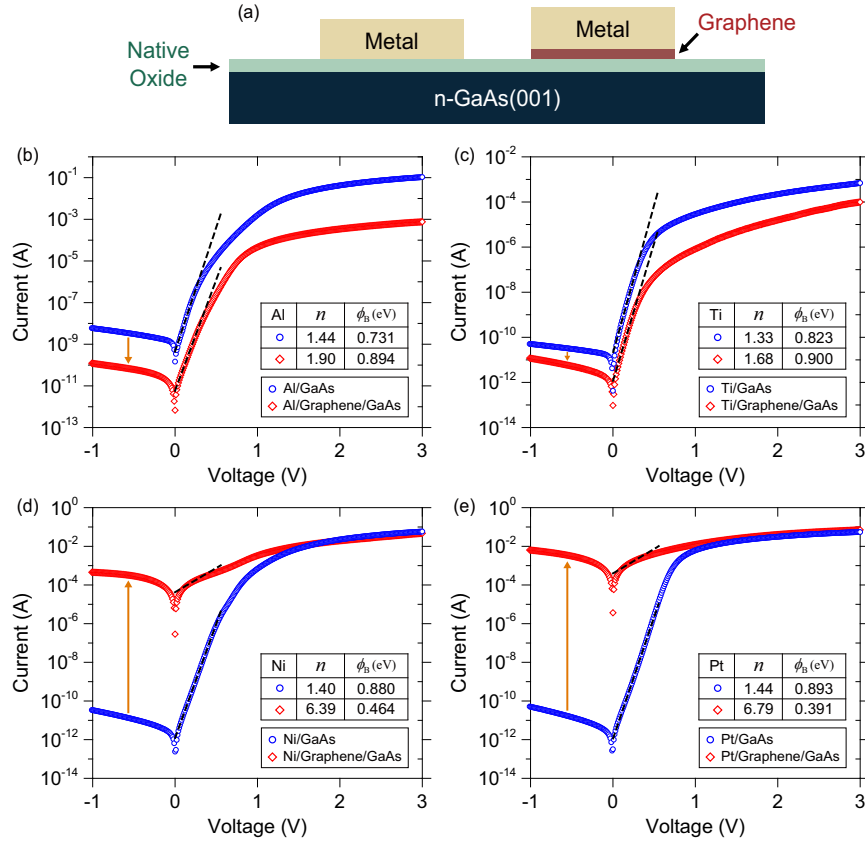 (a)
Metal
Metal
Graphene
Native
Oxide
n-GaAs(001)
(b)
10⁻¹
10⁻³
10⁻⁵
10⁻⁷
10⁻⁹
10⁻¹¹
10⁻¹³
Current (A)
Al n ϕB (eV)
1.44 0.731
1.90 0.894
Al/GaAs
Al/Graphene/GaAs
-1 0 1 2 3
Voltage (V)
(c)
10⁻²
10⁻⁴
10⁻⁶
10⁻⁸
10⁻¹⁰
10⁻¹²
10⁻¹⁴
Current (A)
Ti n ϕB (eV)
1.33 0.823
1.68 0.900
Ti/GaAs
Ti/Graphene/GaAs
-1 0 1 2 3
Voltage (V)
(d)
10⁰
10⁻²
10⁻⁴
10⁻⁶
10⁻⁸
10⁻¹⁰
10⁻¹²
10⁻¹⁴
Current (A)
Ni n ϕB (eV)
1.40 0.880
6.39 0.464
Ni/GaAs
Ni/Graphene/GaAs
-1 0 1 2 3
Voltage (V)
(e)
10⁰
10⁻²
10⁻⁴
10⁻⁶
10⁻⁸
10⁻¹⁰
10⁻¹²
10⁻¹⁴
Current (A)
Pt n ϕB (eV)
1.44 0.893
6.79 0.391
Pt/GaAs
Pt/Graphene/GaAs
-1 0 1 2 3
Voltage (V)